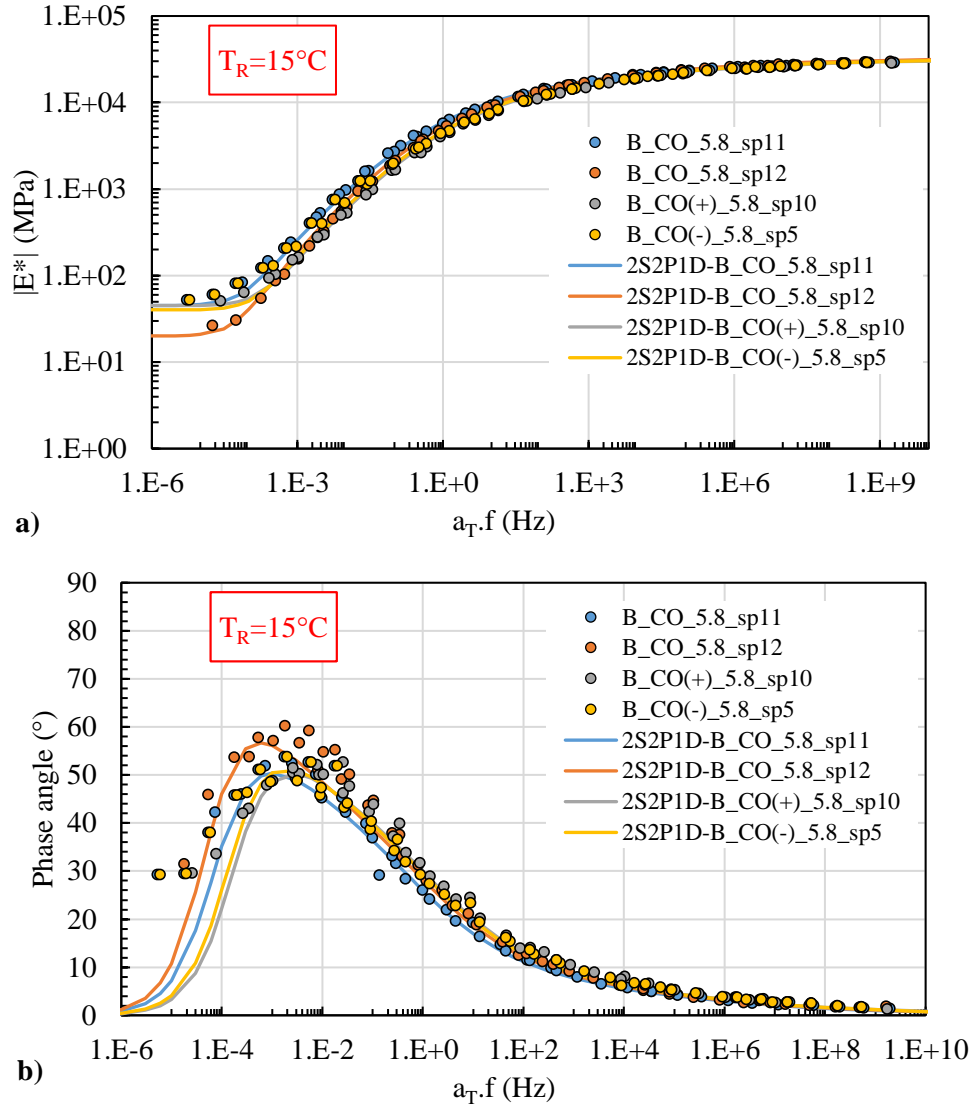 1.E+05
1.E+04
1.E+03
1.E+02
1.E+01
1.E+00
|E*| (MPa)
T_R=15°C
B_CO_5.8_sp11
B_CO_5.8_sp12
B_CO(+)_5.8_sp10
B_CO(-)_5.8_sp5
2S2P1D-B_CO_5.8_sp11
2S2P1D-B_CO_5.8_sp12
2S2P1D-B_CO(+)_5.8_sp10
2S2P1D-B_CO(-)_5.8_sp5
1.E-6 1.E-3 1.E+0 1.E+3 1.E+6 1.E+9
a_T.f (Hz)
a)
90
80
70
60
50
40
30
20
10
0
Phase angle (°)
T_R=15°C
B_CO_5.8_sp11
B_CO_5.8_sp12
B_CO(+)_5.8_sp10
B_CO(-)_5.8_sp5
2S2P1D-B_CO_5.8_sp11
2S2P1D-B_CO_5.8_sp12
2S2P1D-B_CO(+)_5.8_sp10
2S2P1D-B_CO(-)_5.8_sp5
1.E-6 1.E-4 1.E-2 1.E+0 1.E+2 1.E+4 1.E+6 1.E+8 1.E+10
a_T.f (Hz)
b)